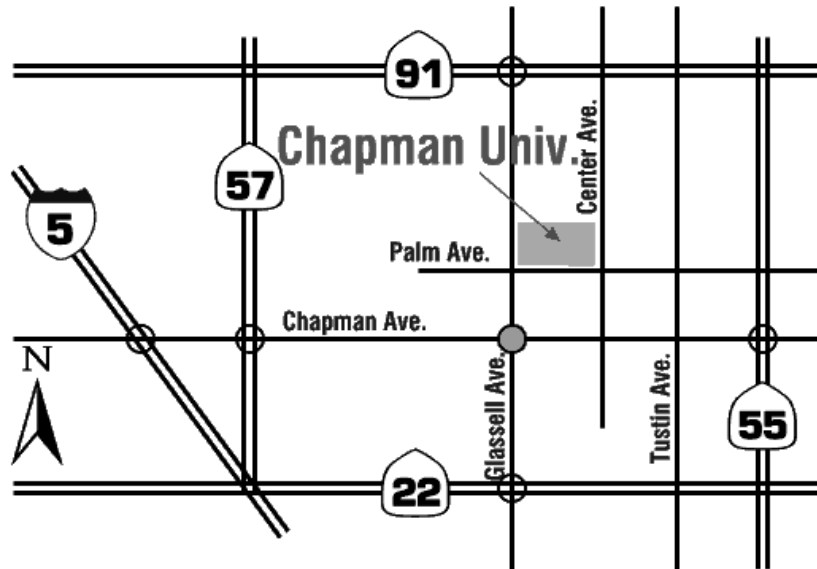 91
Chapman Univ.
Center Ave.
57
5
Palm Ave.
Chapman Ave.
N
Glassell Ave.
Tustin Ave.
55
22